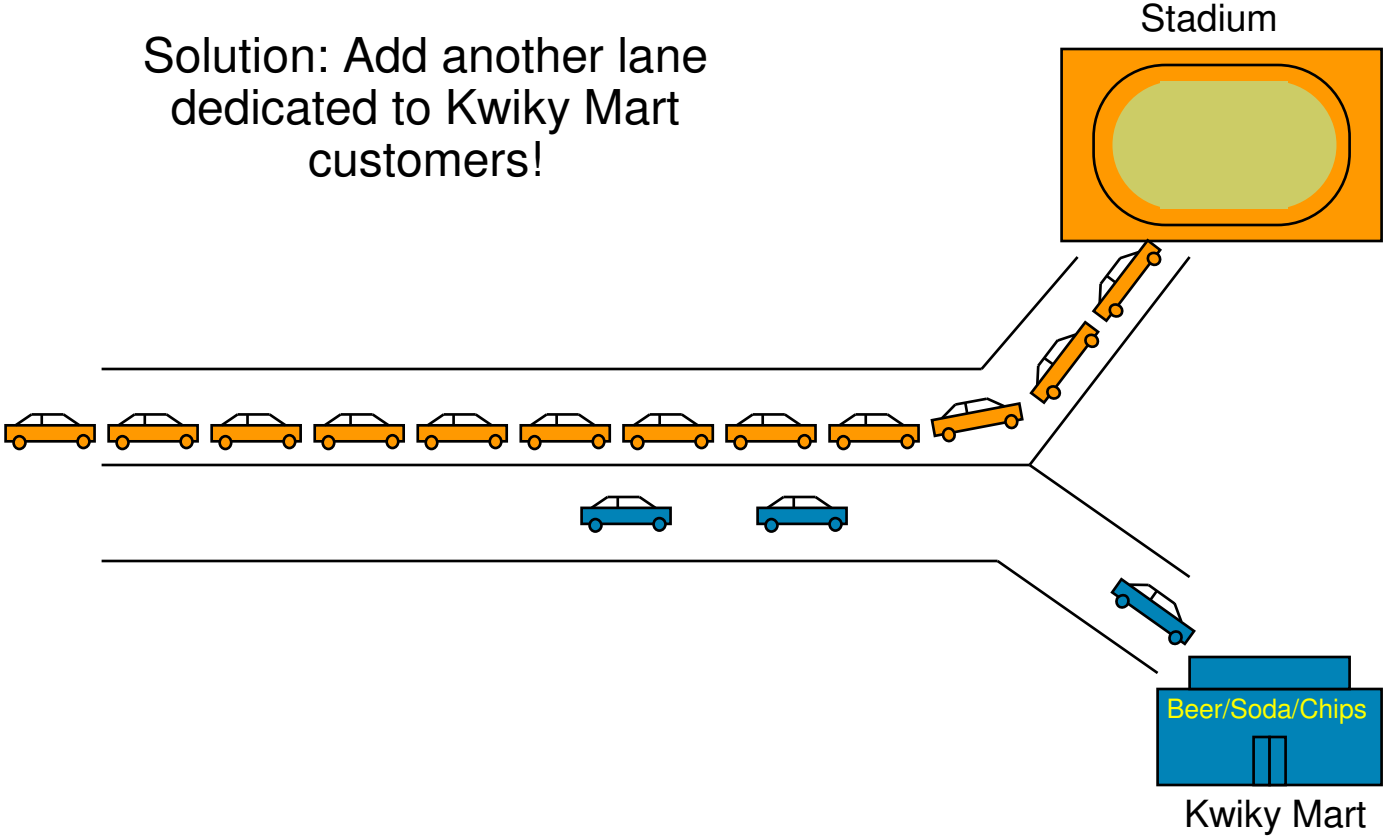 Stadium
Solution: Add another lane
dedicated to Kwiky Mart
customers!
Beer/Soda/Chips
Kwiky Mart